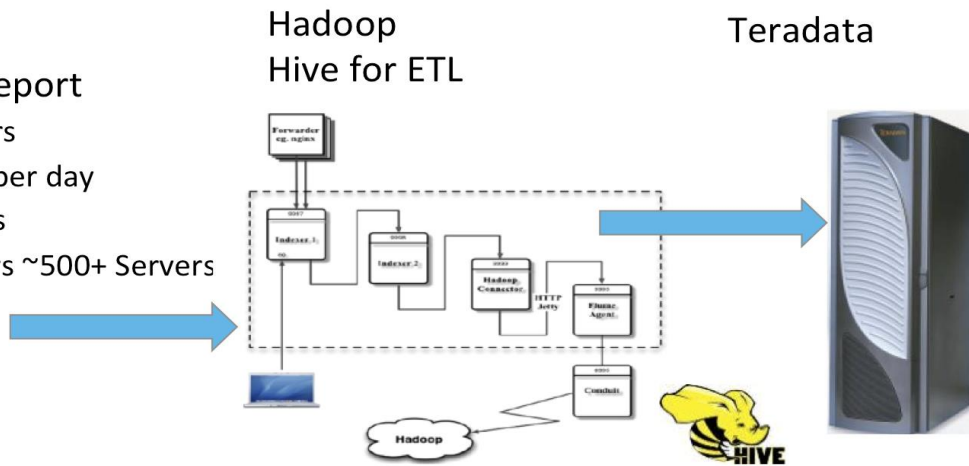 Hadoop
Hive for ETL
Teradata
eport
rs
per day
s
rs ~500+ Servers
Forwarder
eg. nginx
Indexer 1
Indexer 2
Hadoop
Connector
HTTP
Jetty
Flume
Agent
Conduit
Hadoop
HIVE